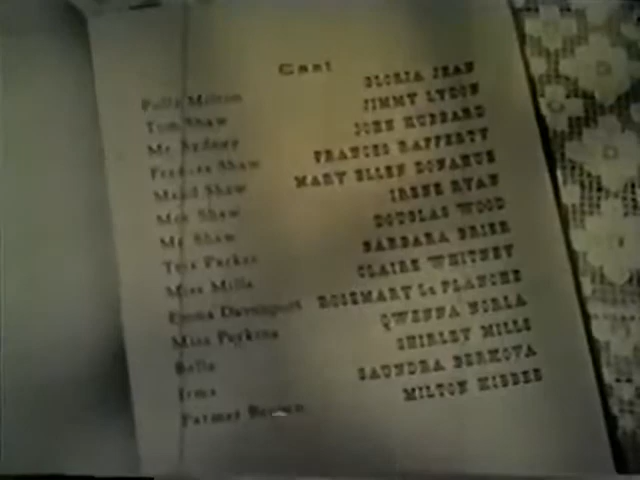 Cast
Polly Milton GLORIA JEAN
Tom Shaw JIMMY LYDON
Mr. Sydney JOHN HUBBARD
Frances Shaw FRANCES RAFFERTY
Maud Shaw MARY ELLEN DONAHUE
Mrs. Shaw IRENE RYAN
Mr. Shaw DOUGLAS WOOD
Trix Parker BARBARA BRIER
Miss Mills CLAIRE WHITNEY
Emma Davenport ROSEMARY La PLANCHE
Miss Perkins QWENNA NORLA
Bella SHIRLEY MILLS
Irma SAUNDRA BERKOVA
Farmer Brown MILTON KIBBEE